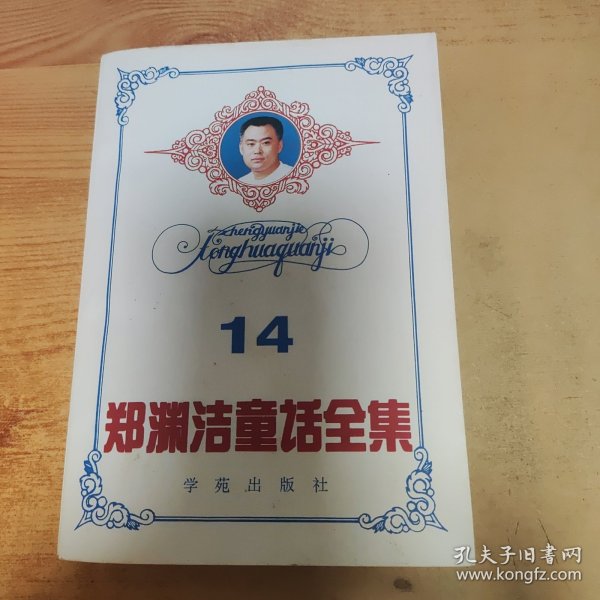 zhengyuanjie
tonghuaquanji
14
郑渊洁童话全集
学苑出版社
孔夫子旧书网
www.kongfz.com